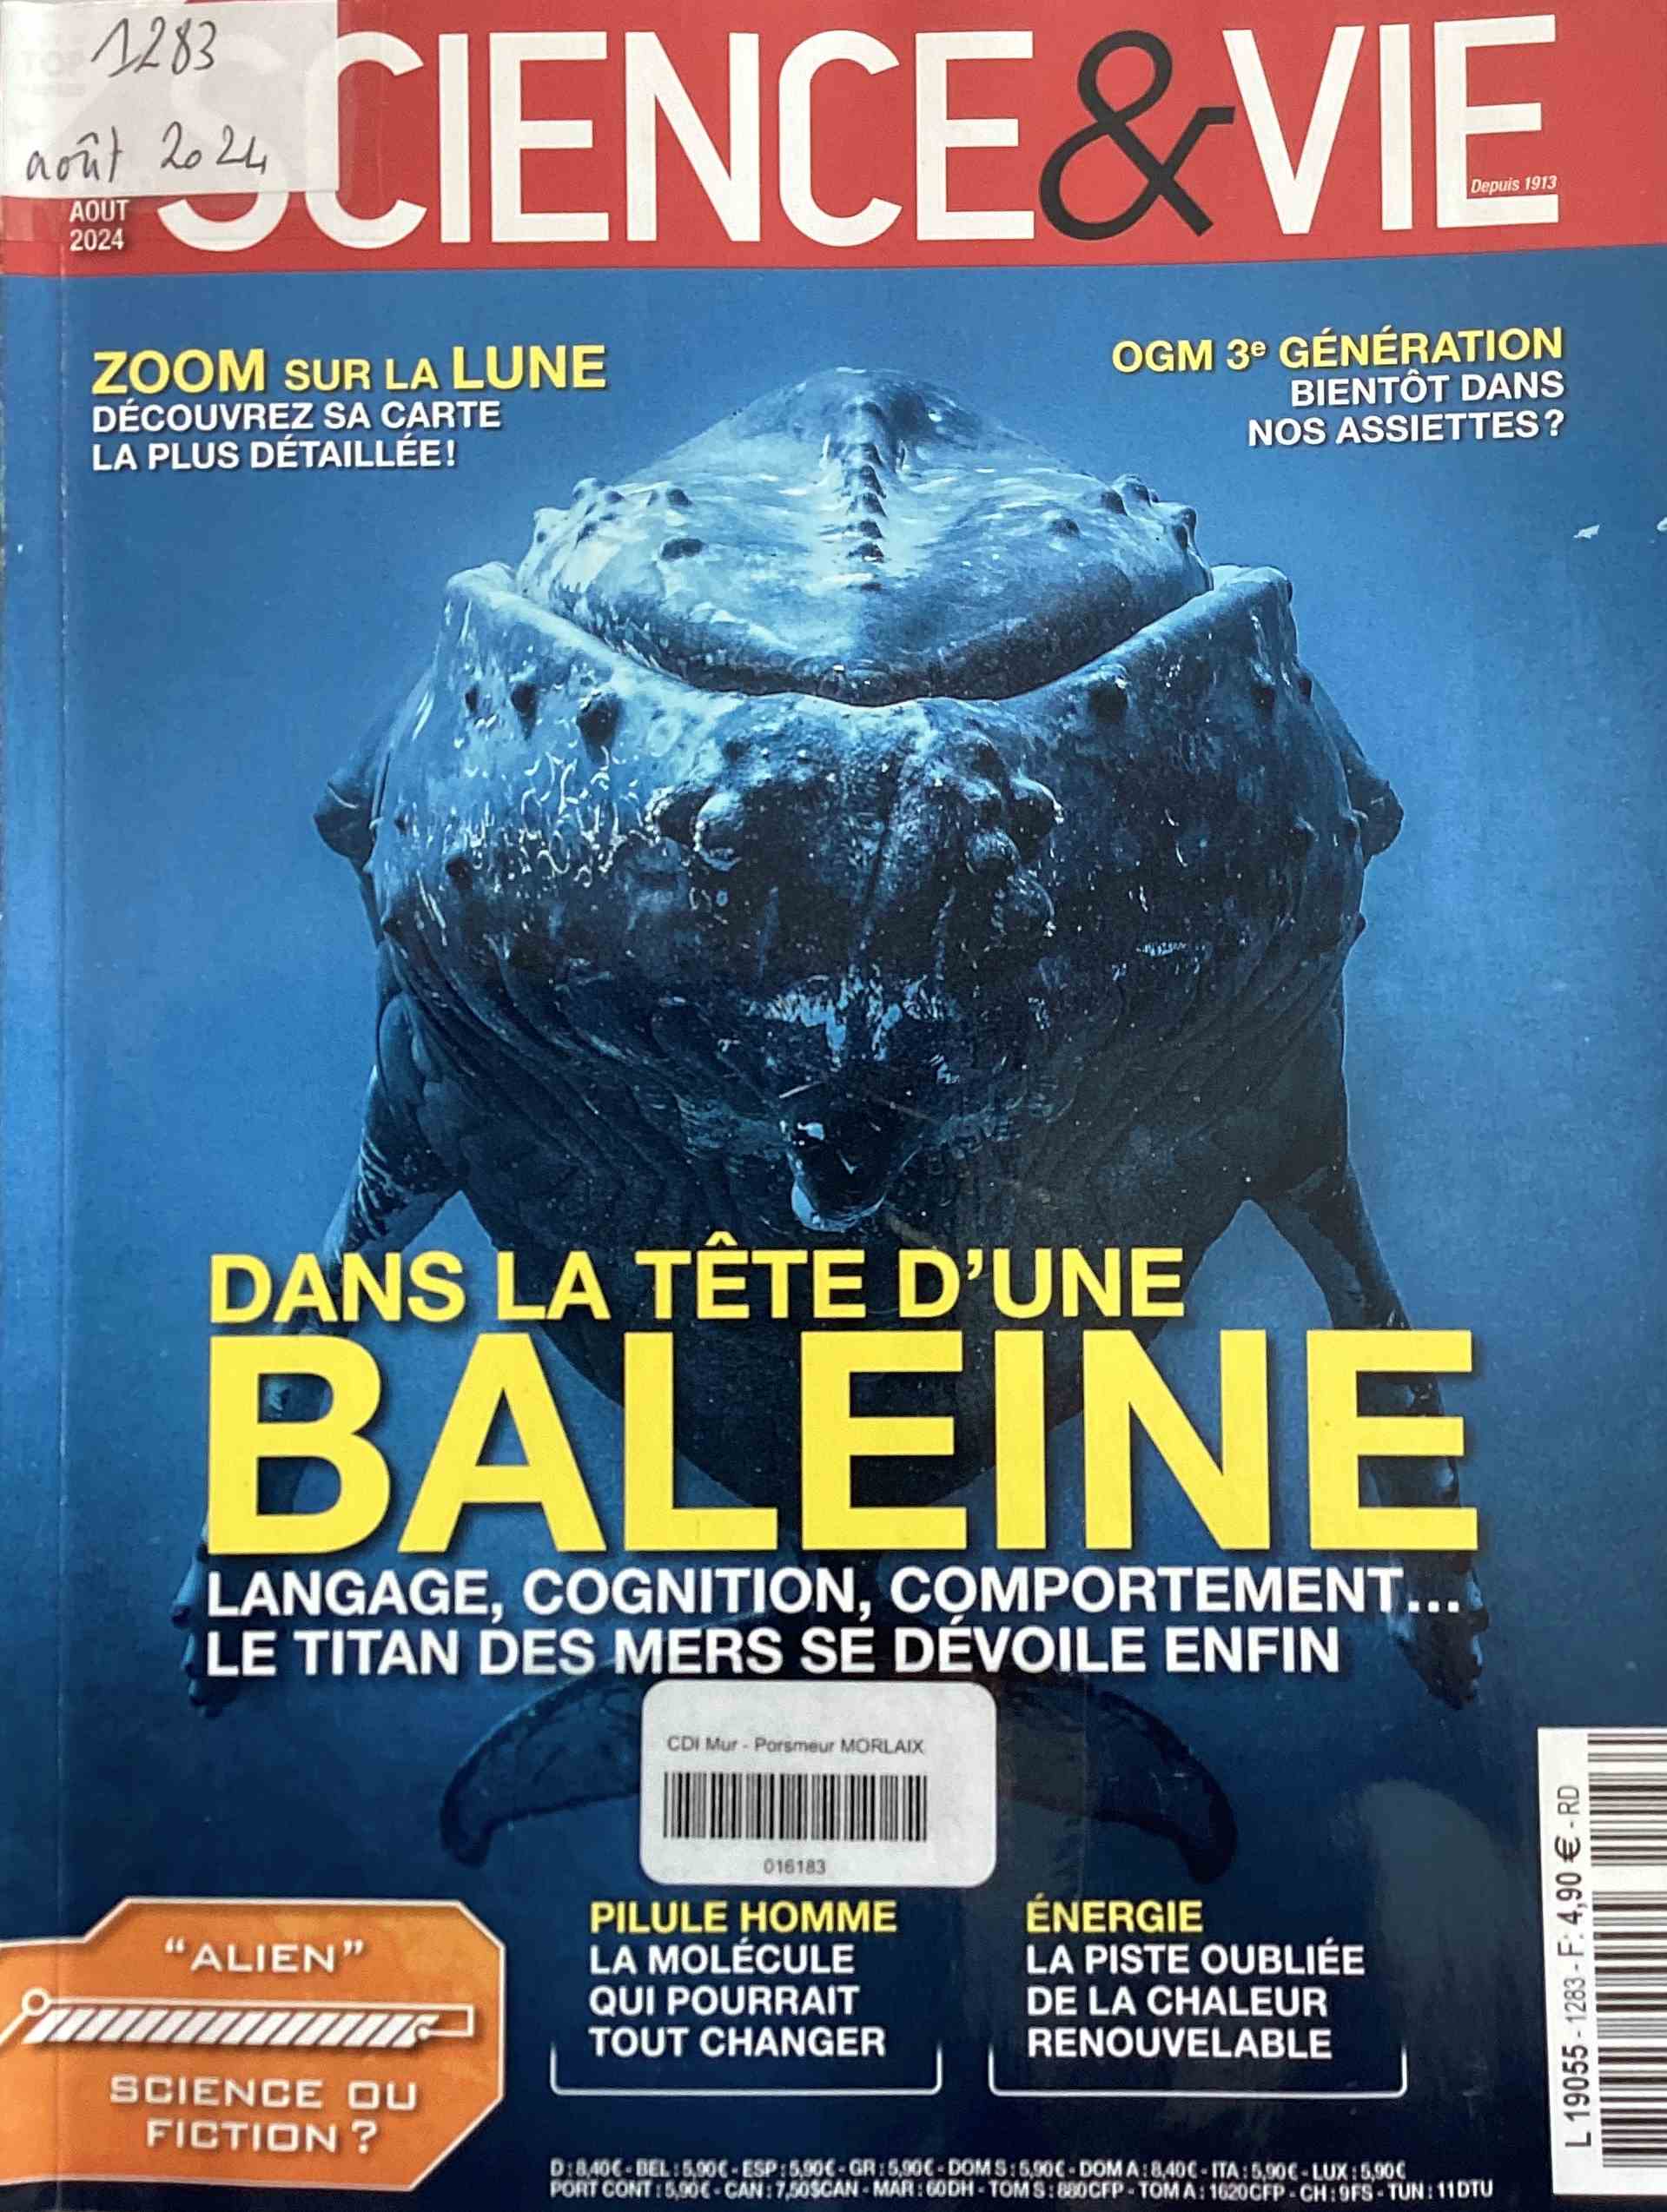 1283
août 2024
SCIENCE&VIE
Depuis 1913
AOUT
2024
ZOOM SUR LA LUNE
DÉCOUVREZ SA CARTE
LA PLUS DÉTAILLÉE!
OGM 3e GÉNÉRATION
BIENTÔT DANS
NOS ASSIETTES?
DANS LA TÊTE D'UNE
BALEINE
LANGAGE, COGNITION, COMPORTEMENT...
LE TITAN DES MERS SE DÉVOILE ENFIN
CDI Mur - Porsmeur MORLAIX
016183
"ALIEN"
SCIENCE OU
FICTION?
PILULE HOMME
LA MOLÉCULE
QUI POURRAIT
TOUT CHANGER
ÉNERGIE
LA PISTE OUBLIÉE
DE LA CHALEUR
RENOUVELABLE
L 19055 - 1283 - F: 4,90 € - RD
D : 8,40€ - BEL : 5,90€ - ESP : 5,90€ - GR : 5,90€ - DOM S : 5,90€ - DOM A : 8,40€ - ITA : 5,90€ - LUX : 5,90€
PORT CONT : 5,90€ - CAN : 7,50$CAN - MAR : 60DH - TOM S : 880CFP - TOM A : 1620CFP - CH : 9FS - TUN : 11DTU